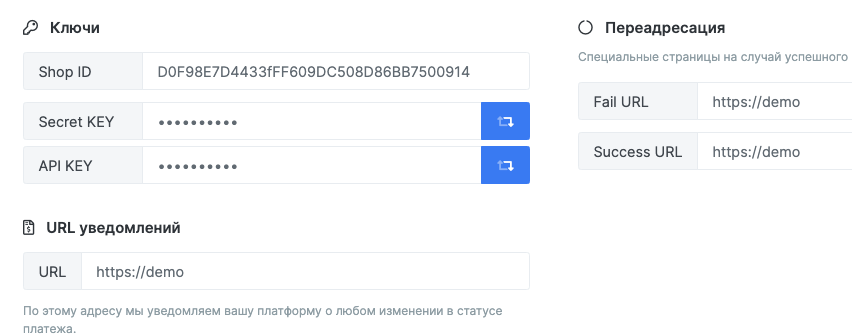 Ключи
Shop ID
D0F98E7D4433fFF609DC508D86BB7500914
Secret KEY
••••••••••
API KEY
••••••••••
URL уведомлений
URL
https://demo
По этому адресу мы уведомляем вашу платформу о любом изменении в статусе
платежа.
Переадресация
Специальные страницы на случай успешного
Fail URL
https://demo
Success URL
https://demo